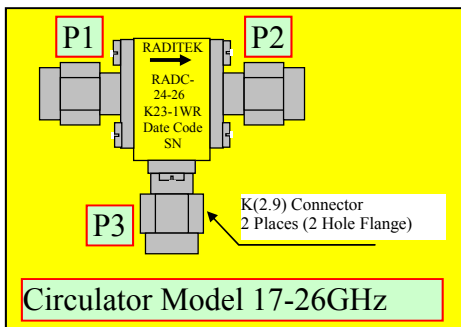 P1
P2
RADITEK
RADC-
24-26
K23-1WR
Date Code
SN
P3
K(2.9) Connector
2 Places (2 Hole Flange)
Circulator Model 17-26GHz